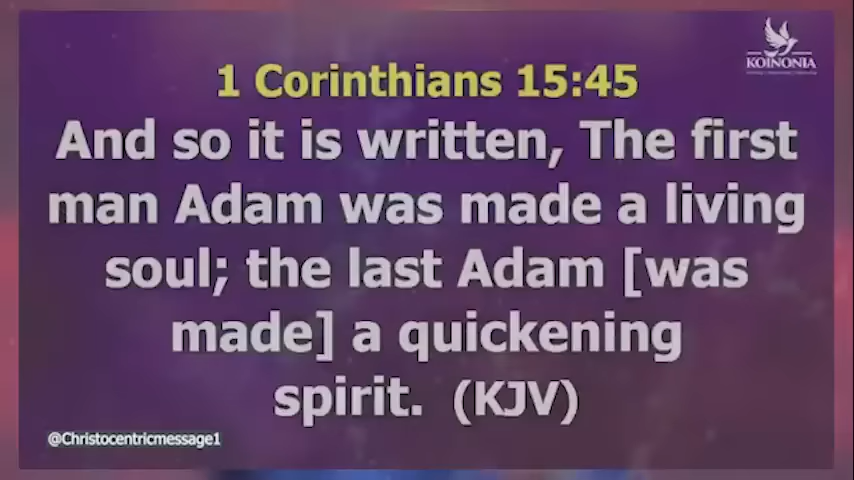 KOINONIA
1 Corinthians 15:45
And so it is written, The first
man Adam was made a living
soul; the last Adam [was
made] a quickening
spirit. (KJV)
@Christocentricmessage1